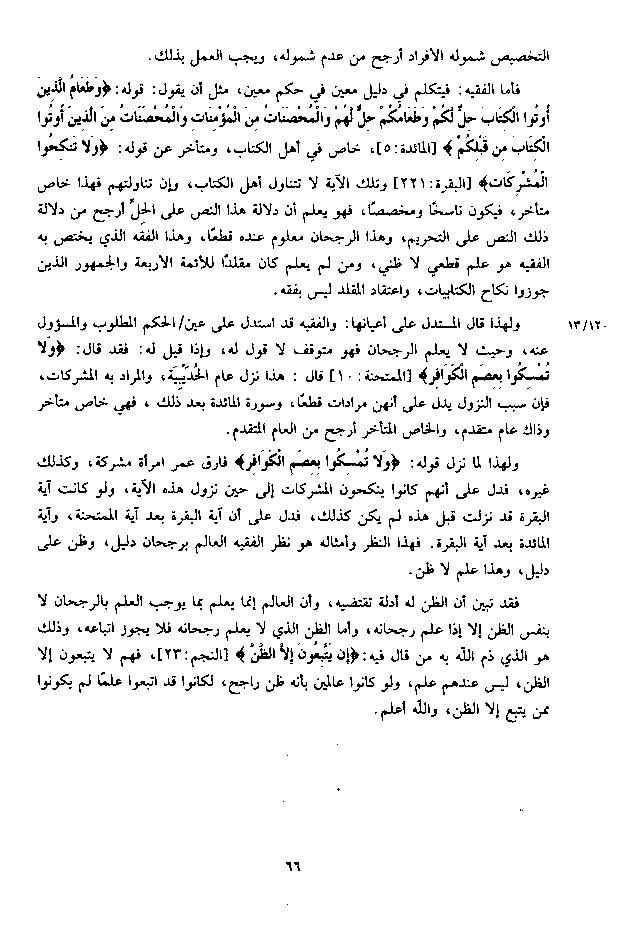 التخصيص شموله الأفراد أرجح من عدم شموله، ويجب العمل بذلك.
فأما الفقيه: فيتكلم في دليل معين في حكم معين، مثل أن يقول: قوله: ﴿وَطَعَامُ الَّذِينَ
أُوتُوا الْكِتَابَ حِلٌّ لَّكُمْ وَطَعَامُكُمْ حِلٌّ لَّهُمْ وَالْمُحْصَنَاتُ مِنَ الْمُؤْمِنَاتِ وَالْمُحْصَنَاتُ مِنَ الَّذِينَ أُوتُوا
الْكِتَابَ مِن قَبْلِكُمْ﴾ [المائدة:٥]، خاص في أهل الكتاب، ومتأخر عن قوله: ﴿وَلَا تَنكِحُوا
الْمُشْرِكَاتِ﴾ [البقرة:٢٢١] وتلك الآية لا تتناول أهل الكتاب، وإن تناولتهم فهذا خاص
متأخر، فيكون ناسخًا ومخصصًا، فهو يعلم أن دلالة هذا النص على الحِلِّ أرجح من دلالة
ذلك النص على التحريم، وهذا الرجحان معلوم عنده قطعًا، وهذا الفقه الذي يختص به
الفقيه هو علم قطعي لا ظني، ومن لم يعلم كان مقلدًا للأئمة الأربعة والجمهور الذين
جوزوا نكاح الكتابيات، واعتقاد المقلد ليس بفقه.
١٣/١٢٠ ولهذا قال المستدل على أعيانها: والفقيه قد استدل على عين/الحكم المطلوب والمسؤول
عنه، وحيث لا يعلم الرجحان فهو متوقف لا قول له، وإذا قيل له: فقد قال: ﴿وَلَا
تُمْسِكُوا بِعِصَمِ الْكَوَافِرِ﴾ [الممتحنة:١٠] قال : هذا نزل عام الحُدَيْبِيَّة، والمراد به المشركات،
فإن سبب النزول يدل على أنهن مرادات قطعًا، وسورة المائدة بعد ذلك ، فهي خاص متأخر
وذاك عام متقدم، والخاص المتأخر أرجح من العام المتقدم.
ولهذا لما نزل قوله: ﴿وَلَا تُمْسِكُوا بِعِصَمِ الْكَوَافِرِ﴾ فارق عمر امرأة مشركة، وكذلك
غيره، فدل على أنهم كانوا ينكحون المشركات إلى حين نزول هذه الآية، ولو كانت آية
البقرة قد نزلت قبل هذه لم يكن كذلك، فدل على أن آية البقرة بعد آية الممتحنة، وآية
المائدة بعد آية البقرة. فهذا النظر وأمثاله هو نظر الفقيه العالم برجحان دليل، وظن على
دليل، وهذا علم لا ظن.
فقد تبين أن الظن له أدلة تقتضيه، وأن العالم إنما يعلم بما يوجب العلم بالرجحان لا
بنفس الظن إلا إذا علم رجحانه، وأما الظن الذي لا يعلم رجحانه فلا يجوز اتباعه، وذلك
هو الذي ذم اللَّه به من قال فيه: ﴿إِن يَتَّبِعُونَ إِلَّا الظَّنَّ ﴾ [النجم:٢٣]، فهم لا يتبعون إلا
الظن، ليس عندهم علم، ولو كانوا عالمين بأنه ظن راجح، لكانوا قد اتبعوا علمًا لم يكونوا
ممن يتبع إلا الظن، واللَّه أعلم.
٦٦